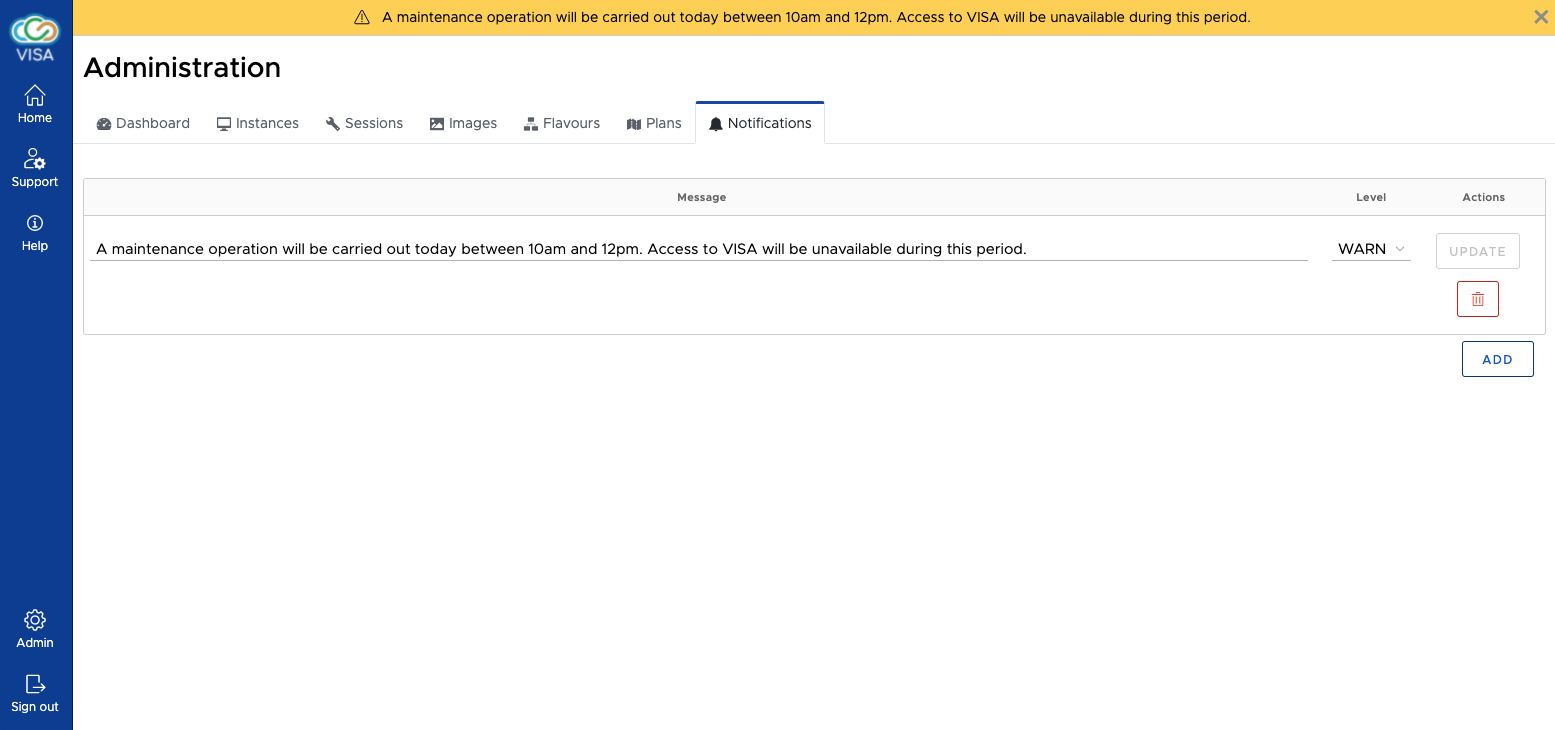 A maintenance operation will be carried out today between 10am and 12pm. Access to VISA will be unavailable during this period.
VISA
Home
Support
Help
Admin
Sign out
Administration
Dashboard Instances Sessions Images Flavours Plans Notifications
Message Level Actions
A maintenance operation will be carried out today between 10am and 12pm. Access to VISA will be unavailable during this period. WARN UPDATE
ADD